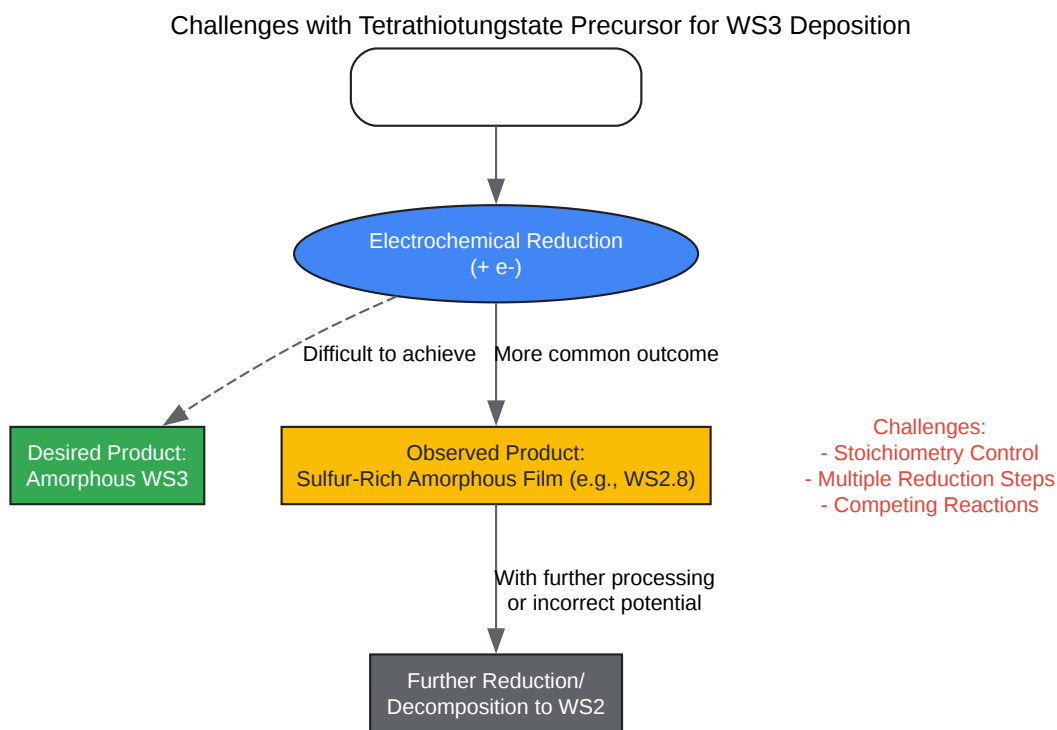 Challenges with Tetrathiotungstate Precursor for WS3 Deposition
Electrochemical Reduction
(+ e-)
Difficult to achieve
More common outcome
Desired Product:
Amorphous WS3
Observed Product:
Sulfur-Rich Amorphous Film (e.g., WS2.8)
Challenges:
- Stoichiometry Control
- Multiple Reduction Steps
- Competing Reactions
With further processing
or incorrect potential
Further Reduction/
Decomposition to WS2